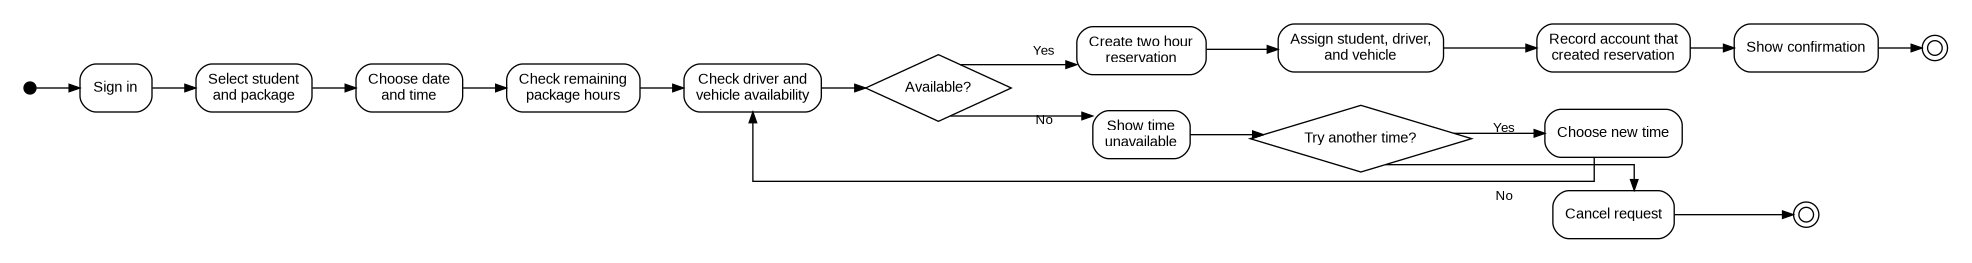 Sign in
Select student
and package
Choose date
and time
Check remaining
package hours
Check driver and
vehicle availability
Available?
Yes
Create two hour
reservation
Assign student, driver,
and vehicle
Record account that
created reservation
Show confirmation
No
Show time
unavailable
Try another time?
Yes
Choose new time
No
Cancel request